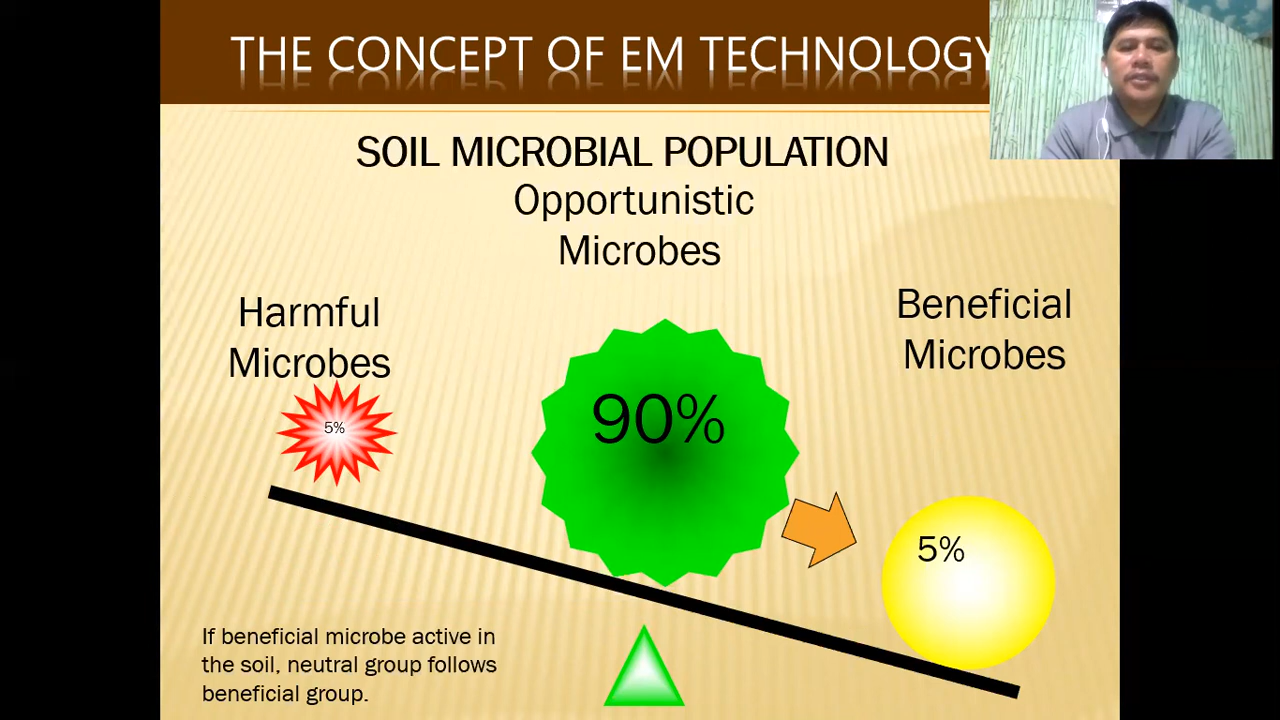 THE CONCEPT OF EM TECHNOLOGY
SOIL MICROBIAL POPULATION
Opportunistic
Microbes
Harmful
Microbes
Beneficial
Microbes
5%
90%
5%
If beneficial microbe active in
the soil, neutral group follows
beneficial group.